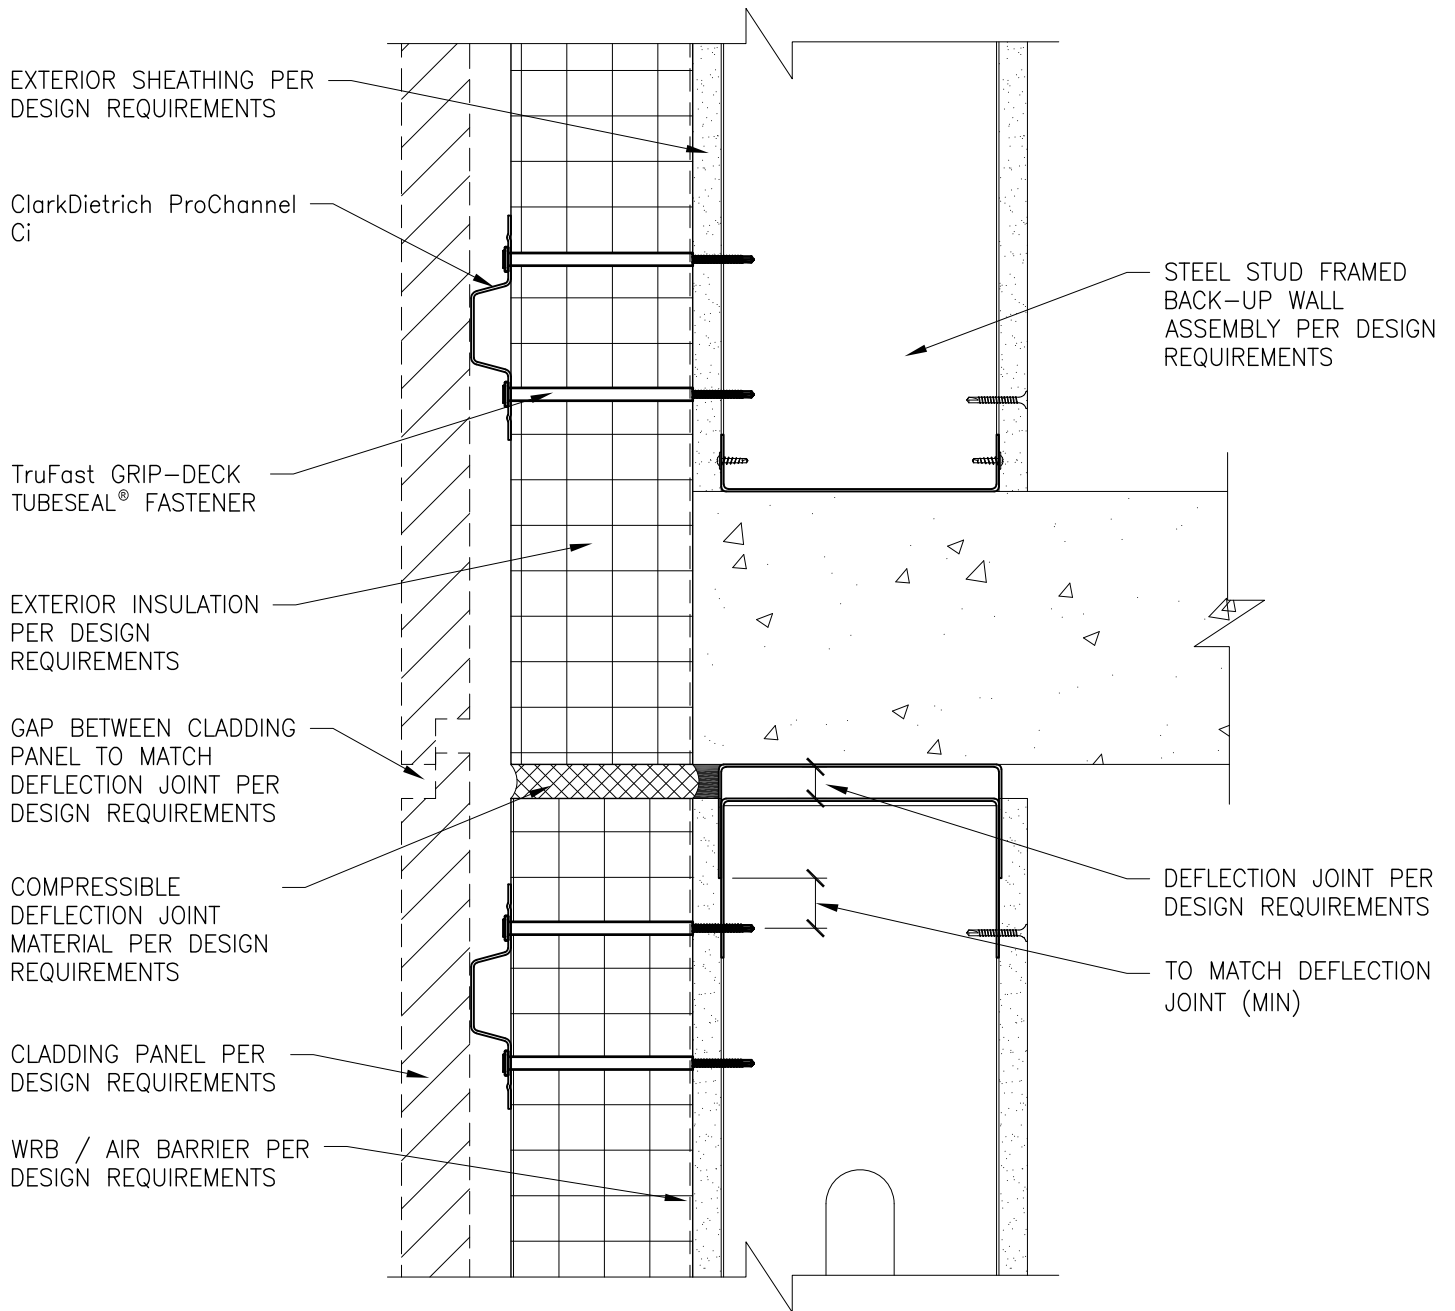 EXTERIOR SHEATHING PER
DESIGN REQUIREMENTS
ClarkDietrich ProChannel
Ci
STEEL STUD FRAMED
BACK-UP WALL
ASSEMBLY PER DESIGN
REQUIREMENTS
TruFast GRIP-DECK
TUBESEAL® FASTENER
EXTERIOR INSULATION
PER DESIGN
REQUIREMENTS
GAP BETWEEN CLADDING
PANEL TO MATCH
DEFLECTION JOINT PER
DESIGN REQUIREMENTS
COMPRESSIBLE
DEFLECTION JOINT
MATERIAL PER DESIGN
REQUIREMENTS
DEFLECTION JOINT PER
DESIGN REQUIREMENTS
TO MATCH DEFLECTION
JOINT (MIN)
CLADDING PANEL PER
DESIGN REQUIREMENTS
WRB / AIR BARRIER PER
DESIGN REQUIREMENTS